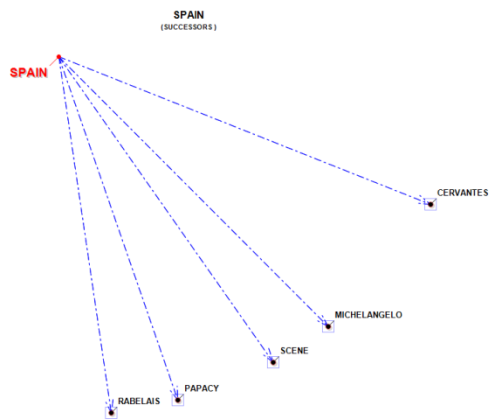 SPAIN
(SUCCESSORS )
SPAIN
CERVANTES
MICHELANGELO
SCENE
PAPACY
RABELAIS